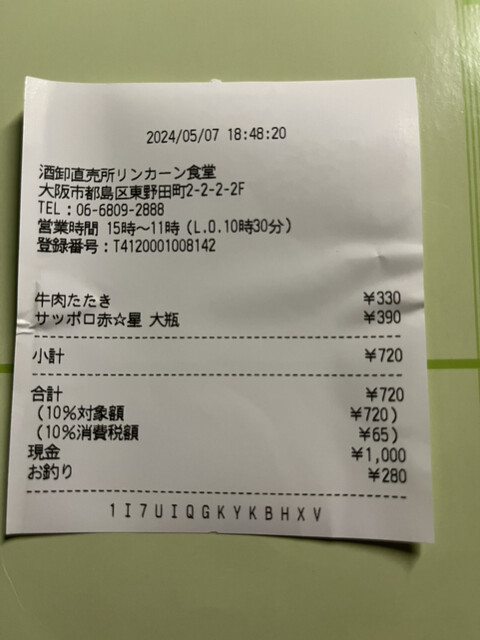 2024/05/07 18:48:20
酒卸直売所リンカーン食堂
大阪市都島区東野田町2-2-2-2F
TEL：06-6809-2888
営業時間 15時～11時（L.O.10時30分）
登録番号：T4120001008142
牛肉たたき ¥330
サッポロ赤☆星 大瓶 ¥390
小計 ¥720
合計 ¥720
(10%対象額 ¥720)
(10%消費税額 ¥65)
現金 ¥1,000
お釣り ¥280
1I7UIQGKYKBHXV